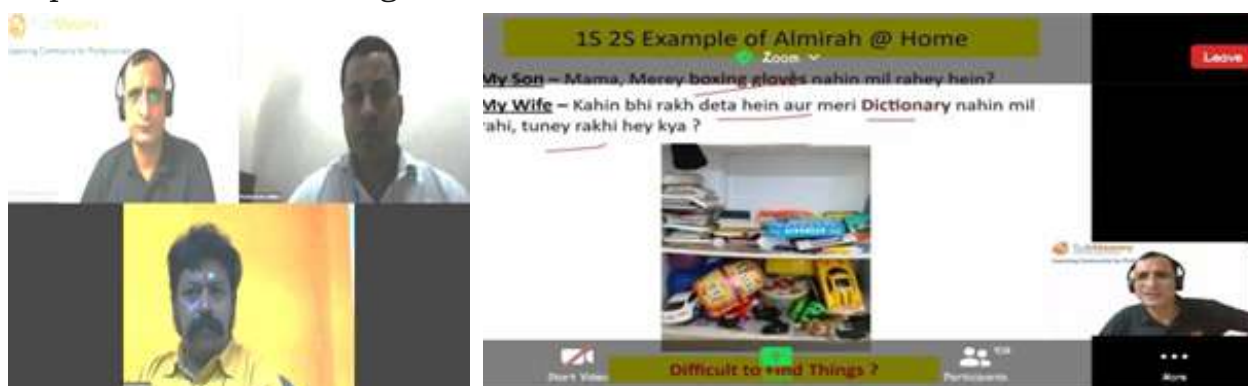 1S 2S Example of Almirah @ Home
Zoom
Leave
My Son – Mama, Merey boxing gloves nahin mil rahey hein?
My Wife – Kahin bhi rakh deta hein aur meri Dictionary nahin mil
rahi, tuney rakhi hey kya ?
Start Video
Difficult to Find Things ?
Participants
More